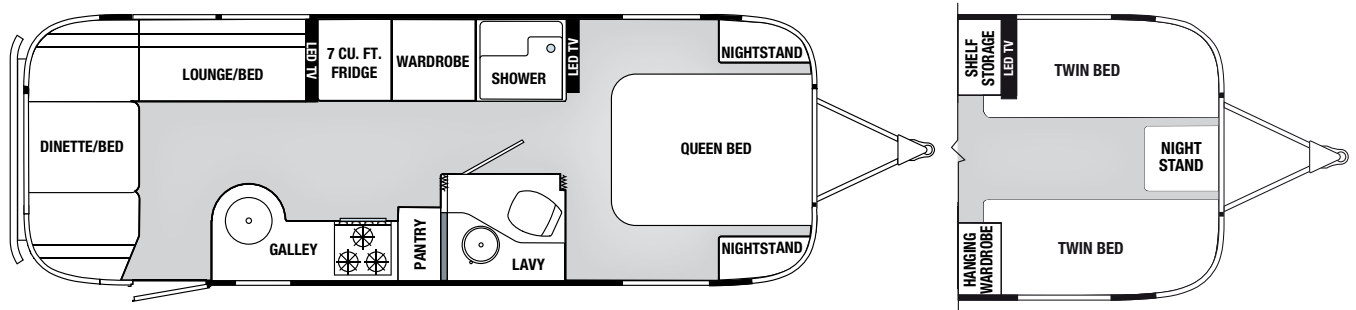 LOUNGE/BED
LED TV
7 CU. FT.
FRIDGE
WARDROBE
SHOWER
LED TV
NIGHTSTAND
DINETTE/BED
QUEEN BED
GALLEY
PANTRY
LAVY
NIGHTSTAND
SHELF
STORAGE
LED TV
TWIN BED
NIGHT
STAND
HANGING
WARDROBE
TWIN BED